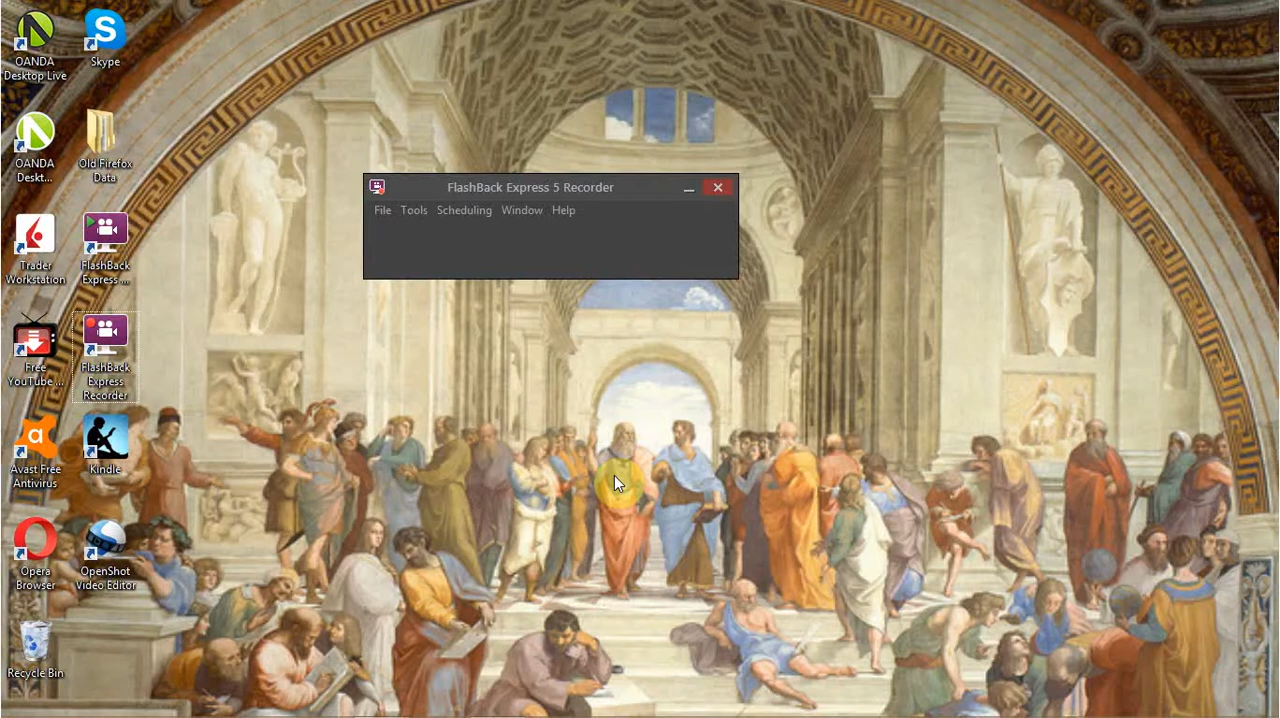 OANDA
Desktop Live
Skype
OANDA
Deskt...
Old Firefox
Data
Trader
Workstation
FlashBack
Express ...
Free
YouTube ...
FlashBack
Express
Recorder
Avast Free
Antivirus
Kindle
Opera
Browser
OpenShot
Video Editor
Recycle Bin
FlashBack Express 5 Recorder
File Tools Scheduling Window Help